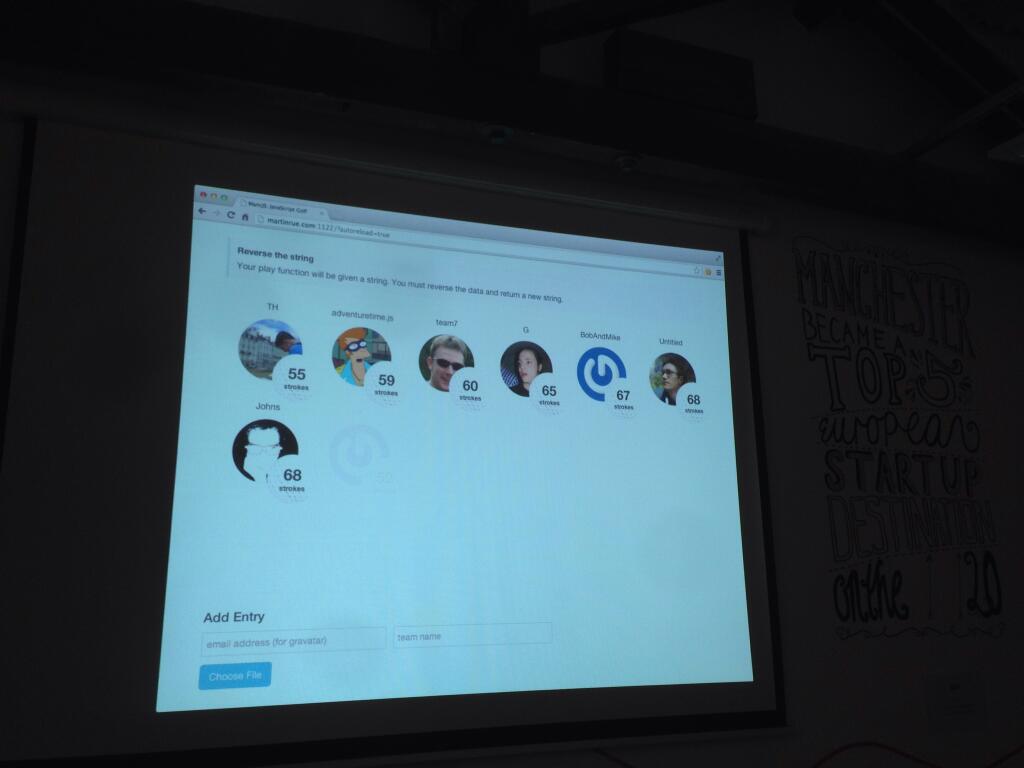 MancJS: JavaScript Golf
martinrue.com:1122/?autoreload=true
Reverse the string
Your play function will be given a string. You must reverse the data and return a new string.
TH
adventuretime.js
team7
G
BobAndMike
Untitled
55
strokes
59
strokes
60
strokes
65
strokes
67
strokes
68
strokes
Johns
68
strokes
52
Add Entry
email address (for gravatar)
team name
Choose File
MANCHESTER
BECAME A
TOP 5
european
STARTUP
DESTINATION
on the
120